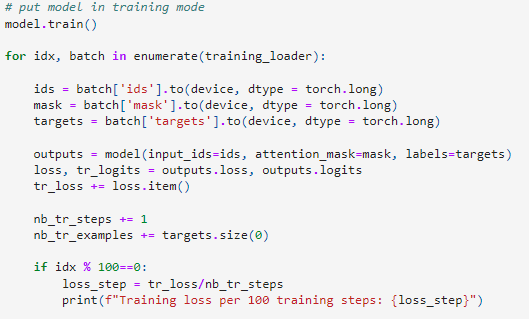 # put model in training mode
model.train()
for idx, batch in enumerate(training_loader):
ids = batch['ids'].to(device, dtype = torch.long)
mask = batch['mask'].to(device, dtype = torch.long)
targets = batch['targets'].to(device, dtype = torch.long)
outputs = model(input_ids=ids, attention_mask=mask, labels=targets)
loss, tr_logits = outputs.loss, outputs.logits
tr_loss += loss.item()
nb_tr_steps += 1
nb_tr_examples += targets.size(0)
if idx % 100==0:
loss_step = tr_loss/nb_tr_steps
print(f"Training loss per 100 training steps: {loss_step}")